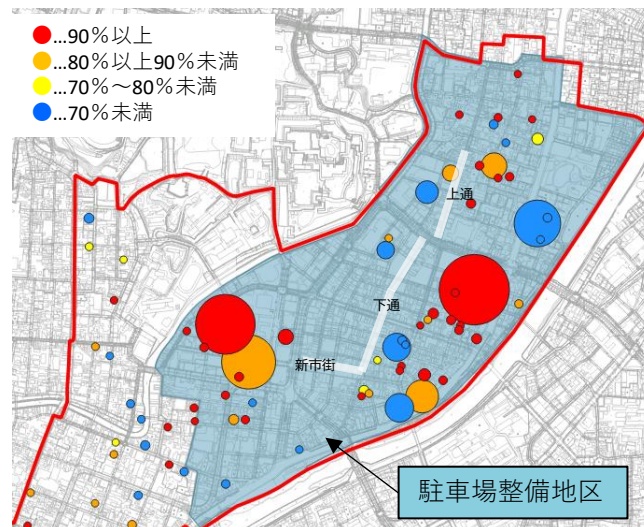 ...90%以上
...80%以上90%未満
...70%～80%未満
...70%未満
上通
下通
新市街
駐車場整備地区